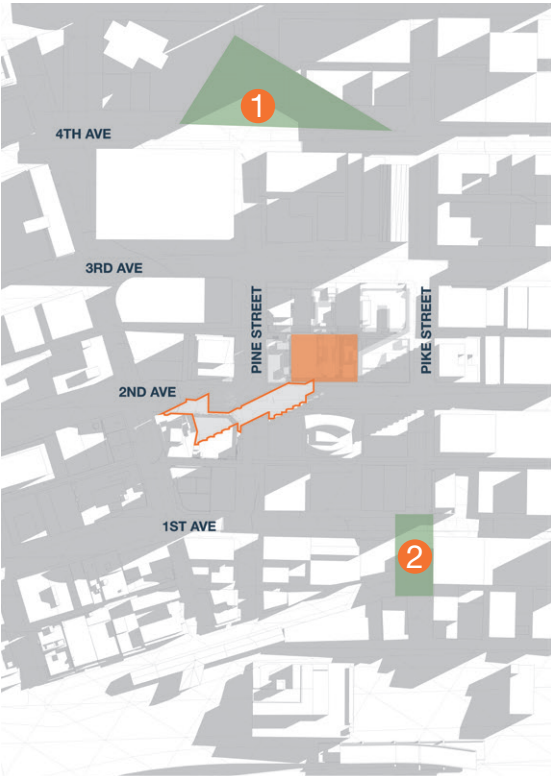 1
4TH AVE
3RD AVE
PINE STREET
PIKE STREET
2ND AVE
1ST AVE
2